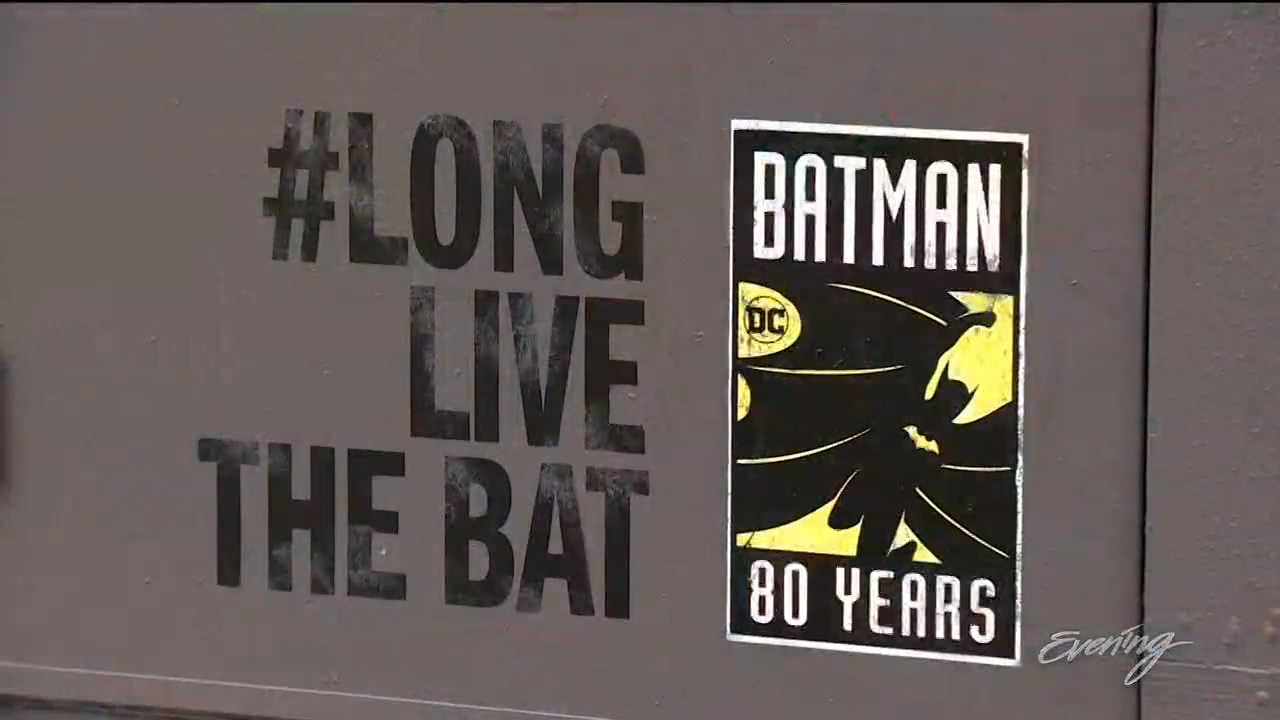 #LONG
LIVE
THE BAT
BATMAN
DC
80 YEARS
Evening